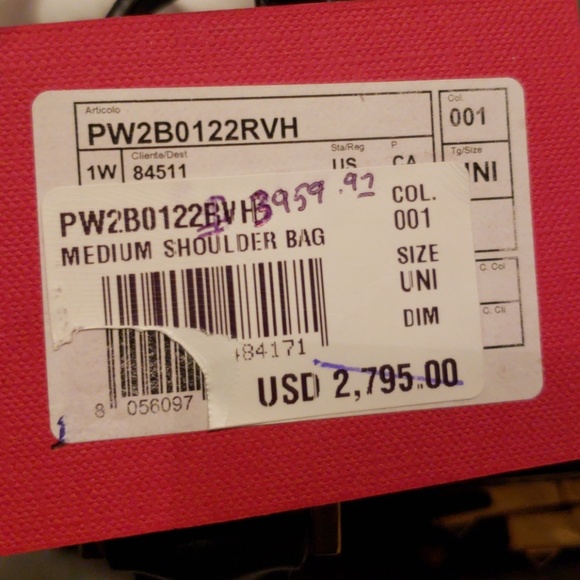 Articolo
PW2B0122RVH
Col.
001
Cliente/Dest
Sta/Reg
P
Tg/Size
1W
84511
US
CA
UNI
PW2B0122RVH
959.97
MEDIUM SHOULDER BAG
COL.
001
SIZE
UNI
DIM
C. Col
C. Cli
484171
8
056097
USD 2,795.00